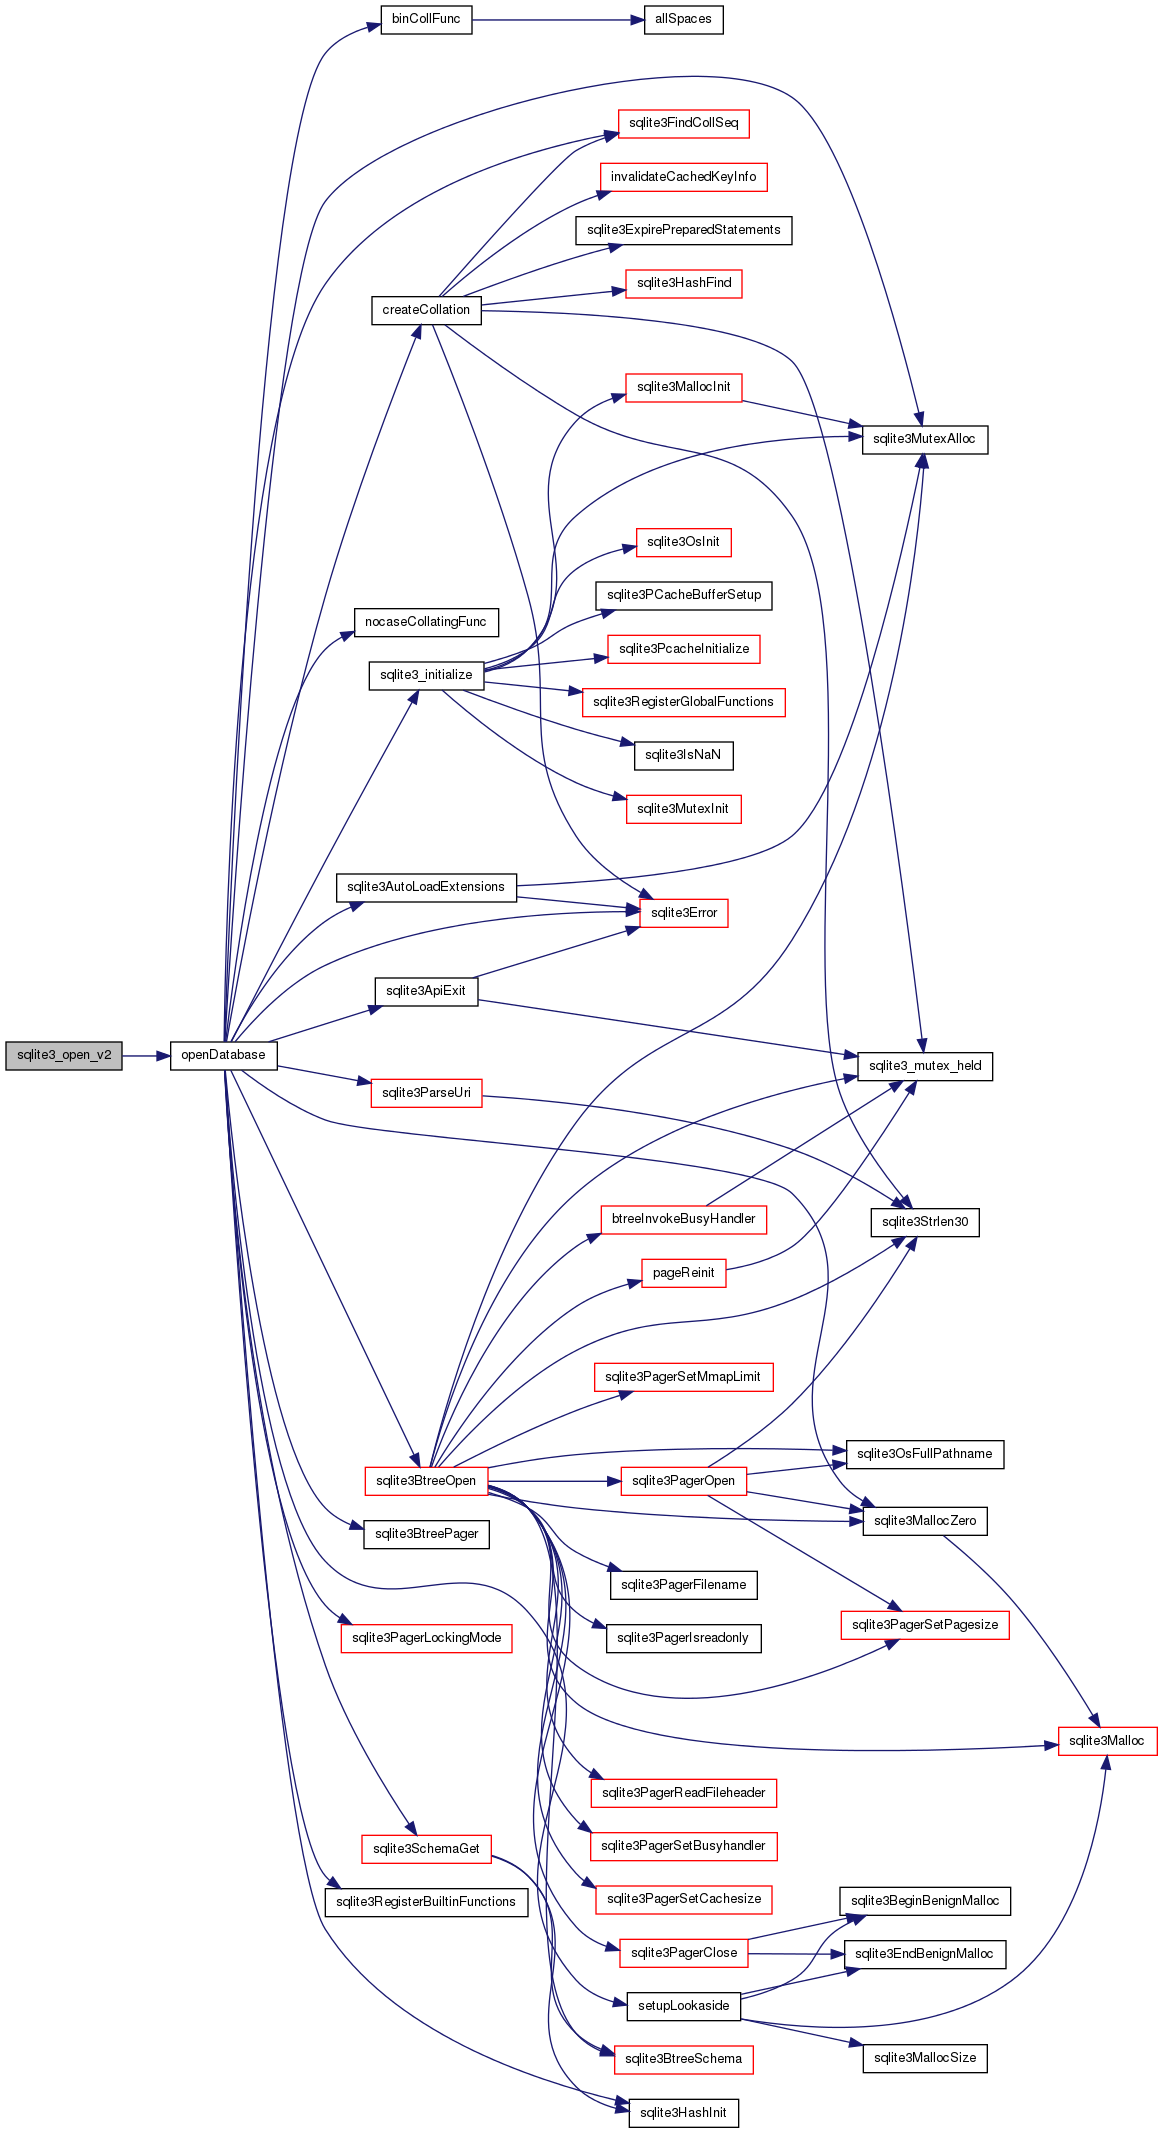 binCollFunc
allSpaces
sqlite3FindCollSeq
invalidateCachedKeyInfo
sqlite3ExpirePreparedStatements
sqlite3HashFind
createCollation
sqlite3MallocInit
sqlite3MutexAlloc
sqlite3OsInit
sqlite3PCacheBufferSetup
nocaseCollatingFunc
sqlite3PcacheInitialize
sqlite3_initialize
sqlite3RegisterGlobalFunctions
sqlite3IsNaN
sqlite3MutexInit
sqlite3AutoLoadExtensions
sqlite3Error
sqlite3ApiExit
sqlite3_open_v2
openDatabase
sqlite3_mutex_held
sqlite3ParseUri
btreeInvokeBusyHandler
sqlite3Strlen30
pageReinit
sqlite3PagerSetMmapLimit
sqlite3OsFullPathname
sqlite3BtreeOpen
sqlite3PagerOpen
sqlite3MallocZero
sqlite3BtreePager
sqlite3PagerFilename
sqlite3PagerSetPagesize
sqlite3PagerLockingMode
sqlite3PagerIsreadonly
sqlite3Malloc
sqlite3PagerReadFileheader
sqlite3PagerSetBusyhandler
sqlite3SchemaGet
sqlite3PagerSetCachesize
sqlite3RegisterBuiltinFunctions
sqlite3BeginBenignMalloc
sqlite3PagerClose
sqlite3EndBenignMalloc
setupLookaside
sqlite3BtreeSchema
sqlite3MallocSize
sqlite3HashInit